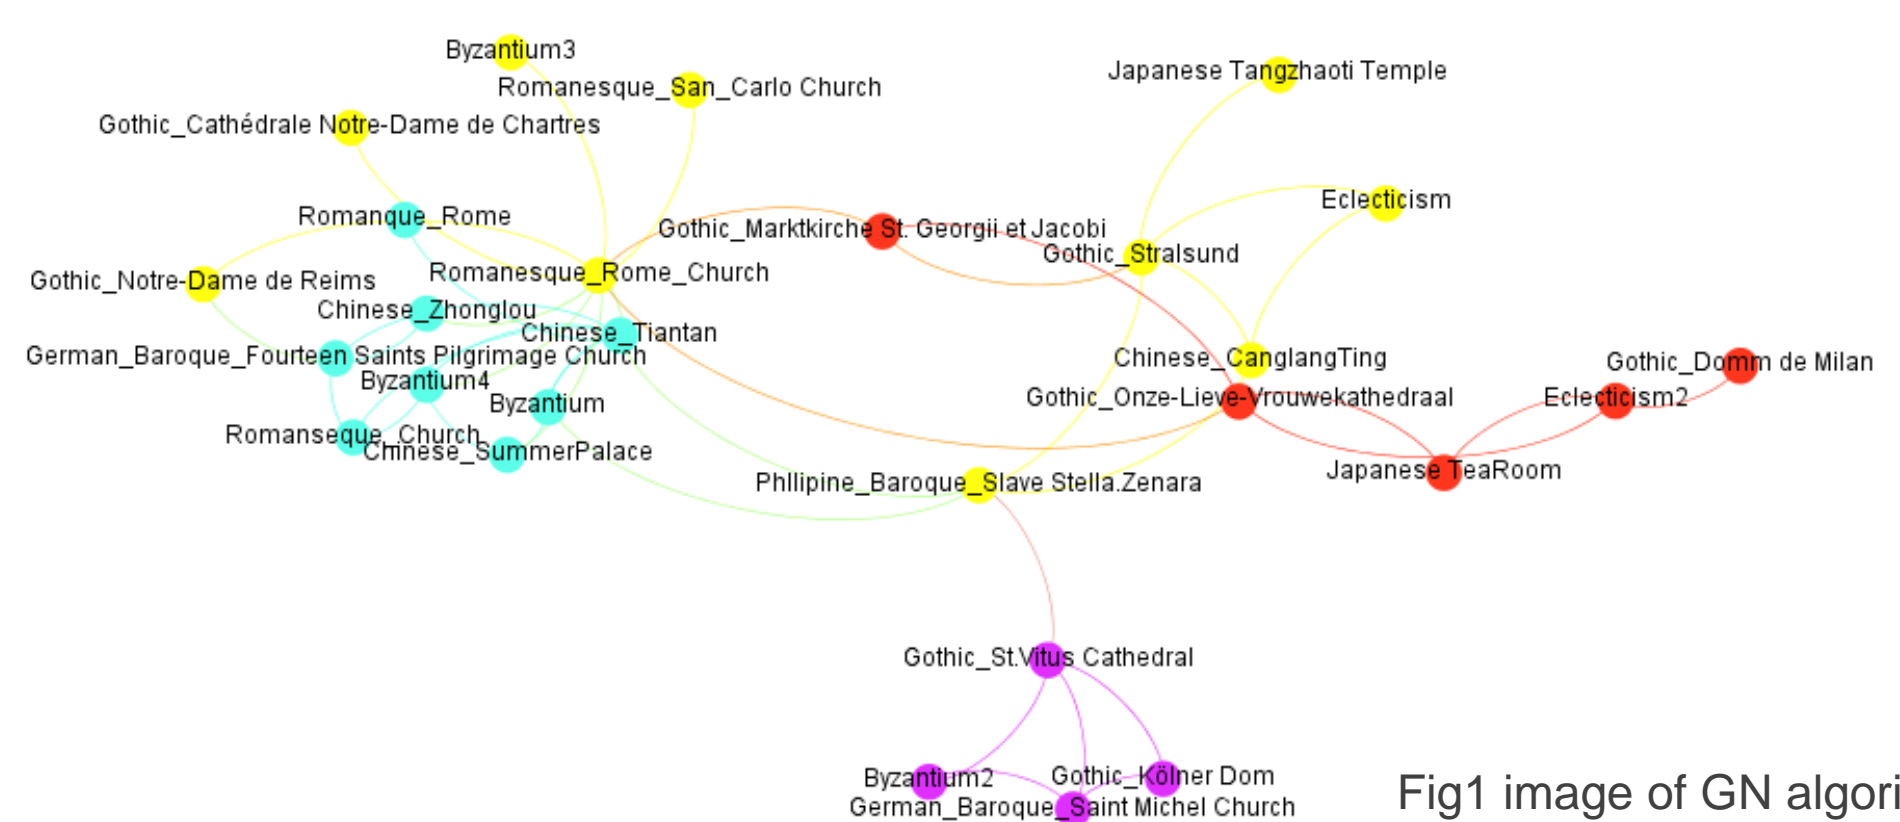 Byzantium3
Romanesque_San_Carlo Church
Japanese Tangzhaoti Temple
Gothic_Cathédrale Notre-Dame de Chartres
Romanque_Rome
Eclecticism
Gothic_Marktkirche St. Georgii et Jacobi
Gothic_Stralsund
Gothic_Notre-Dame de Reims
Romanesque_Rome_Church
Chinese_Zhonglou
Chinese_Tiantan
German_Baroque_Fourteen Saints Pilgrimage Church
Chinese_CanglangTing
Gothic_Domm de Milan
Byzantium4
Byzantium
Gothic_Onze-Lieve-Vrouwekathedraal
Eclecticism2
Romanseque_Church
Chinese_SummerPalace
Japanese TeaRoom
Phllipine_Baroque_Slave Stella.Zenara
Gothic_St.Vitus Cathedral
Byzantium2
Gothic_Kölner Dom
German_Baroque_Saint Michel Church
Fig1 image of GN algori